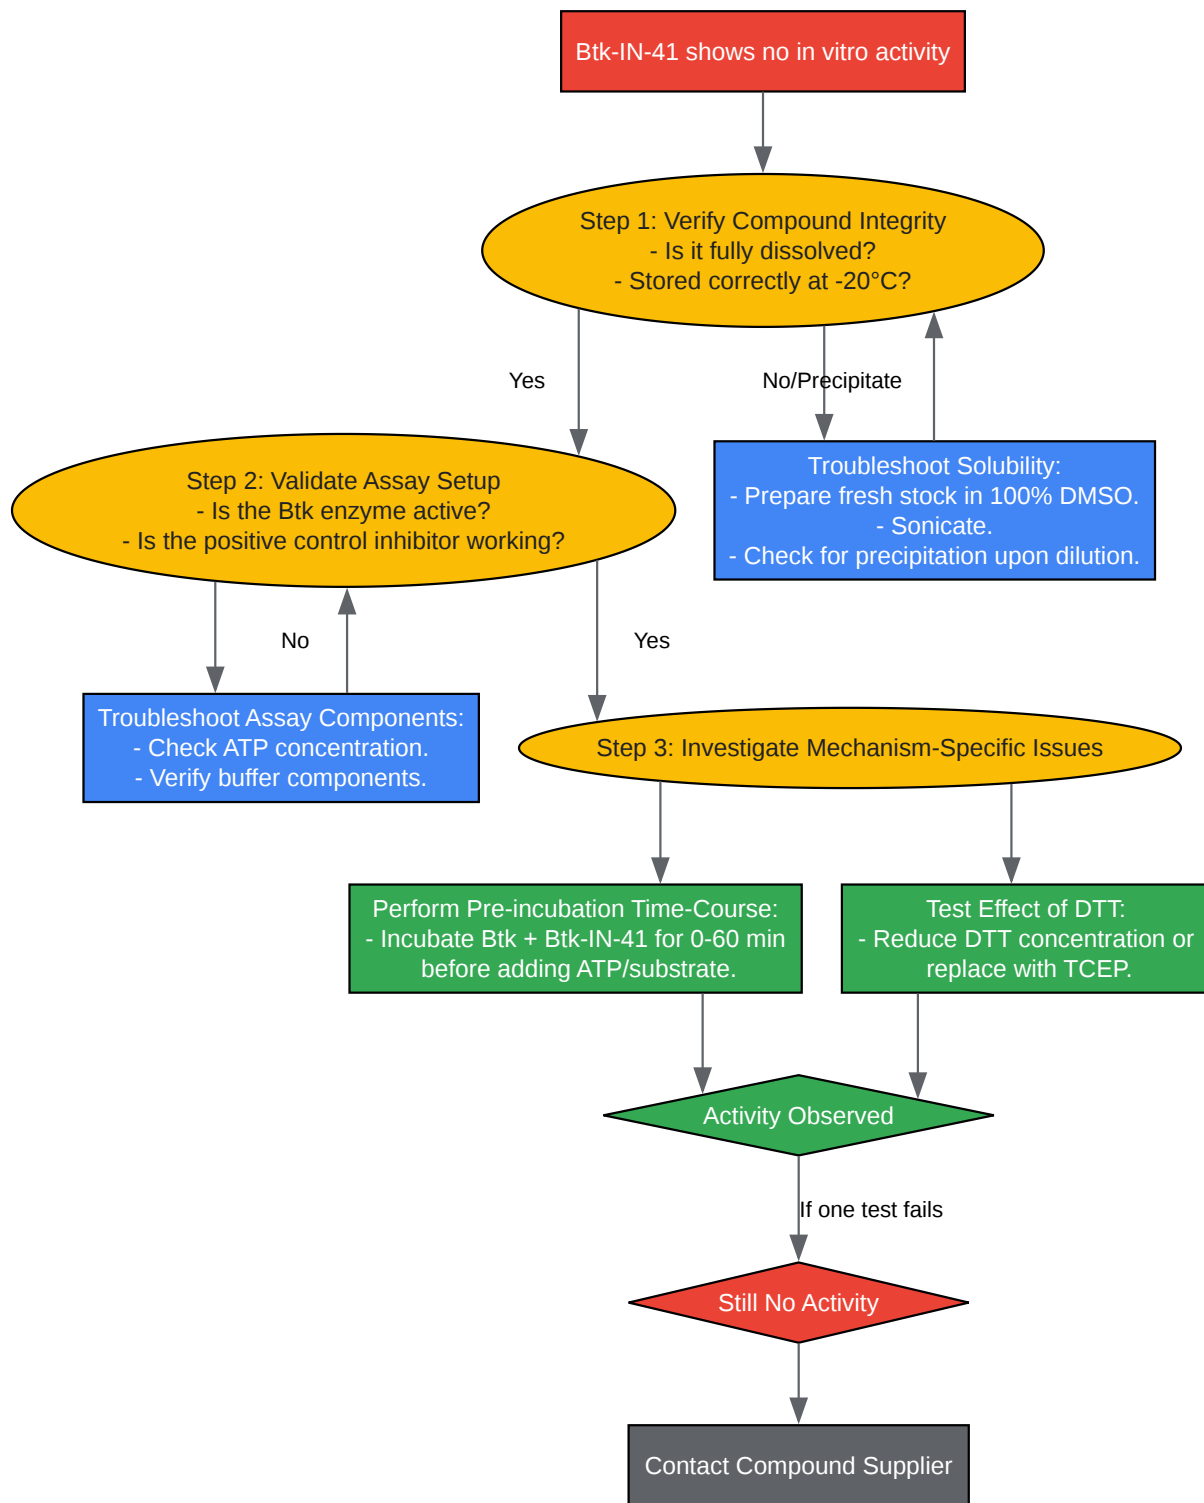 Btk-IN-41 shows no in vitro activity
Step 1: Verify Compound Integrity
- Is it fully dissolved?
- Stored correctly at -20°C?
Yes
No/Precipitate
Step 2: Validate Assay Setup
- Is the Btk enzyme active?
- Is the positive control inhibitor working?
Troubleshoot Solubility:
- Prepare fresh stock in 100% DMSO.
- Sonicate.
- Check for precipitation upon dilution.
No
Yes
Troubleshoot Assay Components:
- Check ATP concentration.
- Verify buffer components.
Step 3: Investigate Mechanism-Specific Issues
Perform Pre-incubation Time-Course:
- Incubate Btk + Btk-IN-41 for 0-60 min
before adding ATP/substrate.
Test Effect of DTT:
- Reduce DTT concentration or
replace with TCEP.
Activity Observed
If one test fails
Still No Activity
Contact Compound Supplier